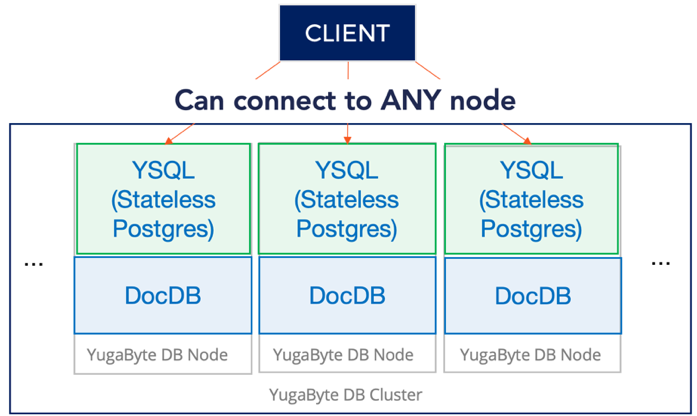 CLIENT
Can connect to ANY node
YSQL
(Stateless
Postgres)
YSQL
(Stateless
Postgres)
YSQL
(Stateless
Postgres)
...
...
DocDB
DocDB
DocDB
YugaByte DB Node
YugaByte DB Node
YugaByte DB Node
YugaByte DB Cluster